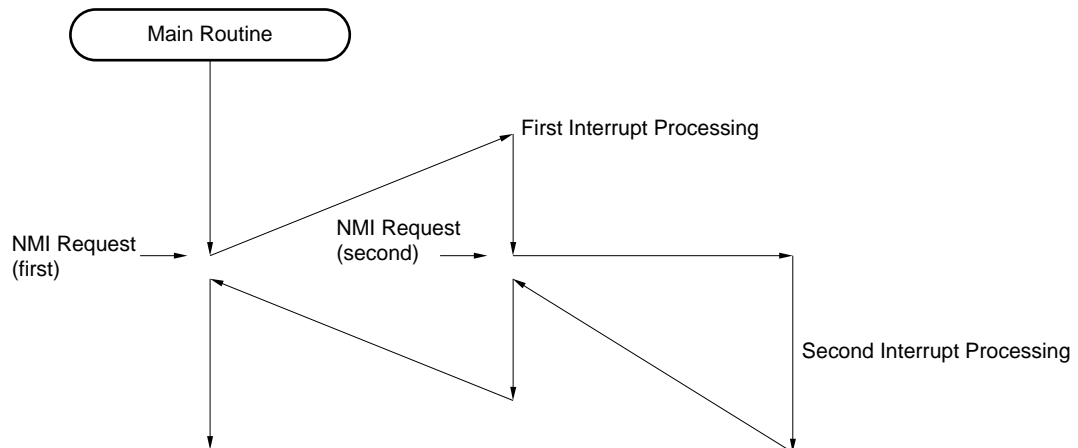 Main Routine
First Interrupt Processing
NMI Request
(first)
NMI Request
(second)
Second Interrupt Processing